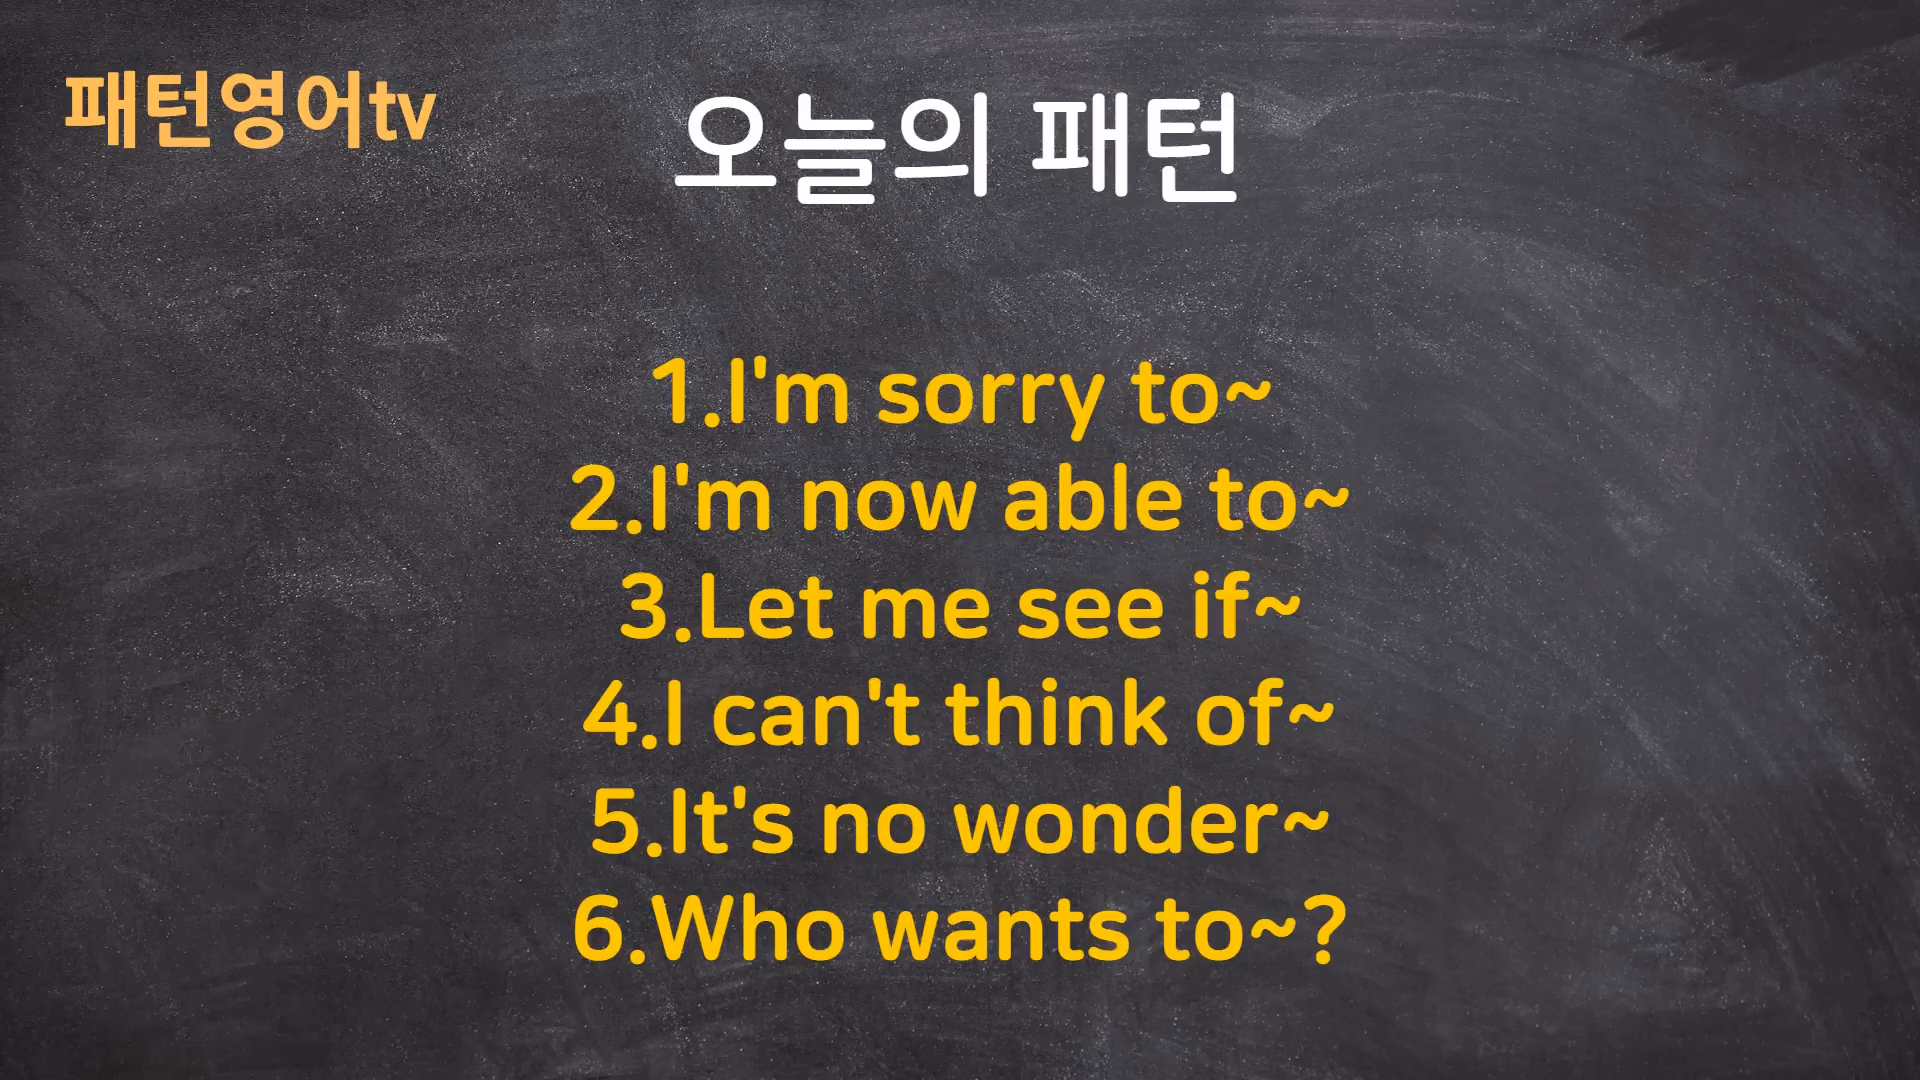 패턴영어tv
오늘의 패턴
1.I'm sorry to~
2.I'm now able to~
3.Let me see if~
4.I can't think of~
5.It's no wonder~
6.Who wants to~?